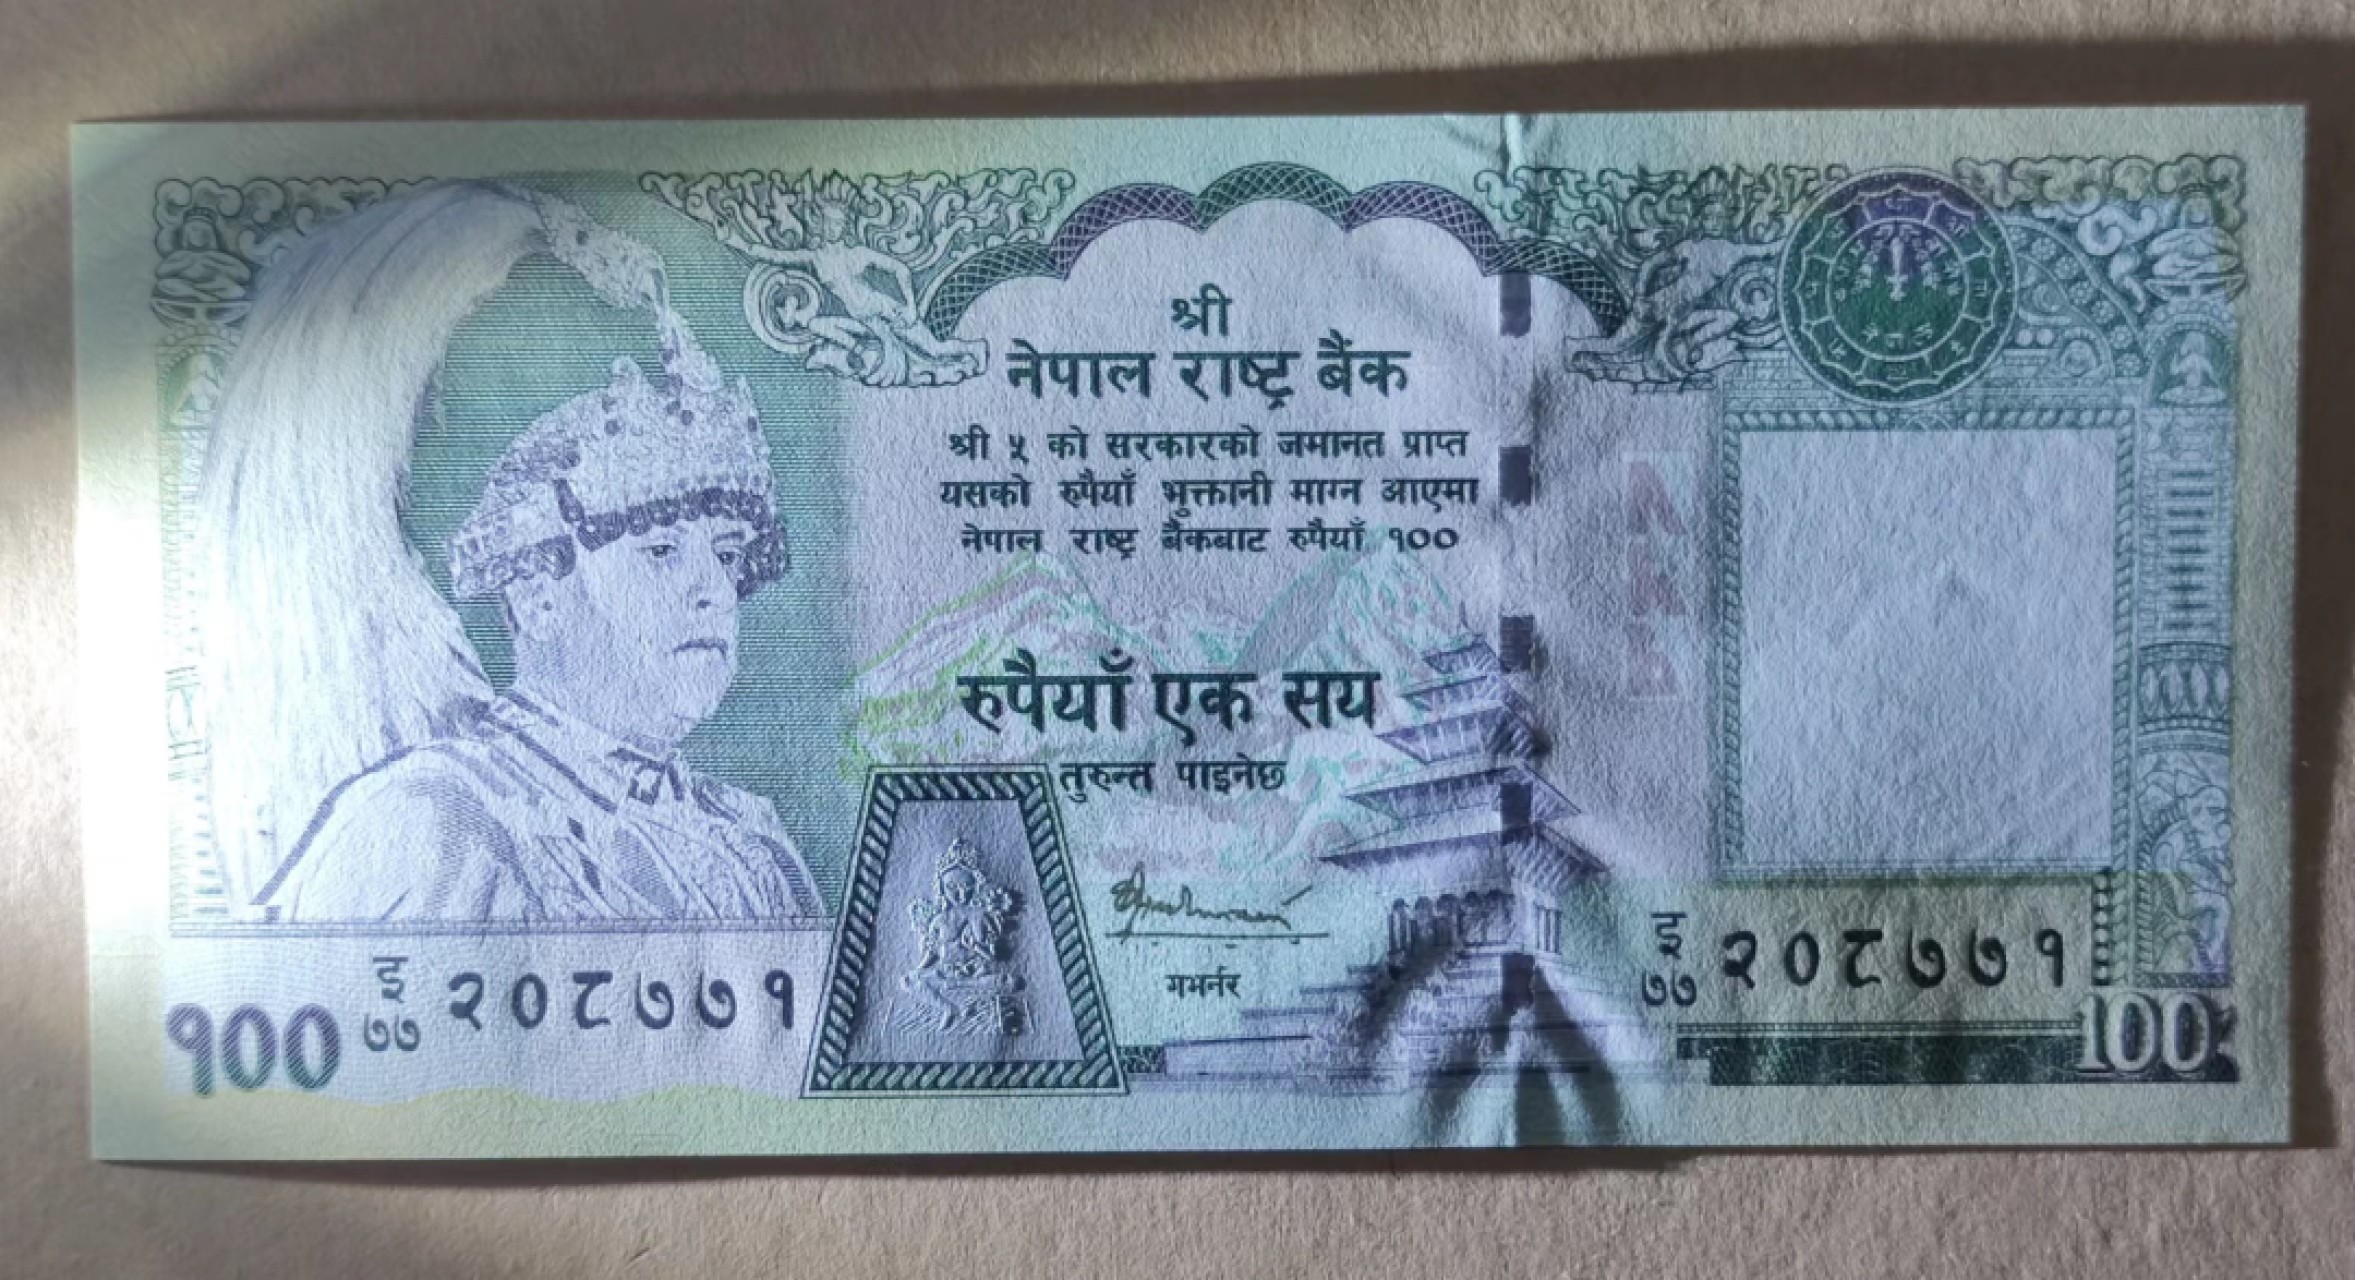 श्री
नेपाल राष्ट्र बैंक
श्री ५ को सरकारको जमानत प्राप्त
यसको रुपैयाँ भुक्तानी माग्न आएमा
नेपाल राष्ट्र बैंकबाट रुपैयाँ १००
रुपैयाँ एक सय
तुरुन्त पाइनेछ
गभर्नर
१००
इ
७७ २०८७७१
इ
७७ २०८७७१
100